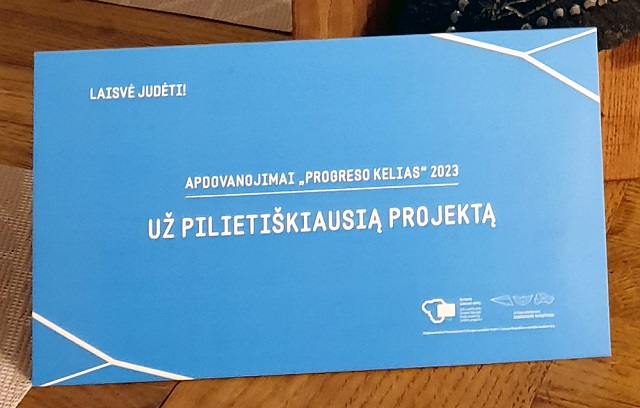 LAISVĖ JUDĖTI!
APDOVANOJIMAI „PROGRESO KELIAS“ 2023
UŽ PILIETIŠKIAUSIĄ PROJEKTĄ